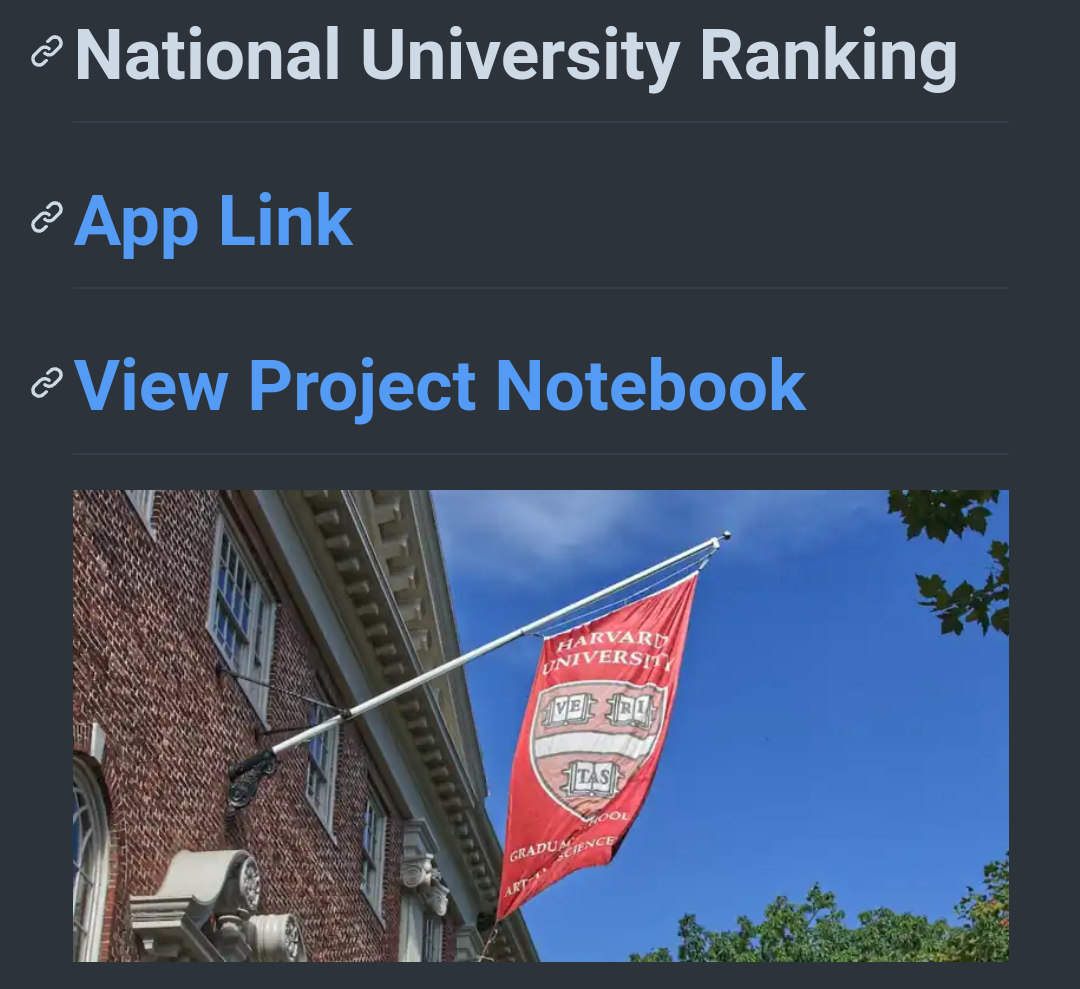 National University Ranking
App Link
View Project Notebook
HARVARD
UNIVERSITY
VE RI
TAS